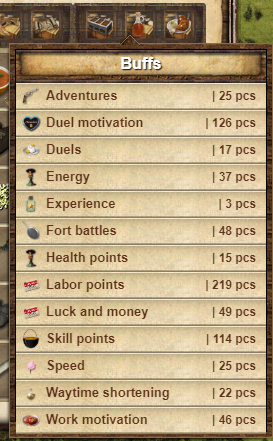 Buffs
Adventures | 25 pcs
Duel motivation | 126 pcs
Duels | 17 pcs
Energy | 37 pcs
Experience | 3 pcs
Fort battles | 48 pcs
Health points | 15 pcs
Labor points | 219 pcs
Luck and money | 49 pcs
Skill points | 114 pcs
Speed | 25 pcs
Waytime shortening | 22 pcs
Work motivation | 46 pcs